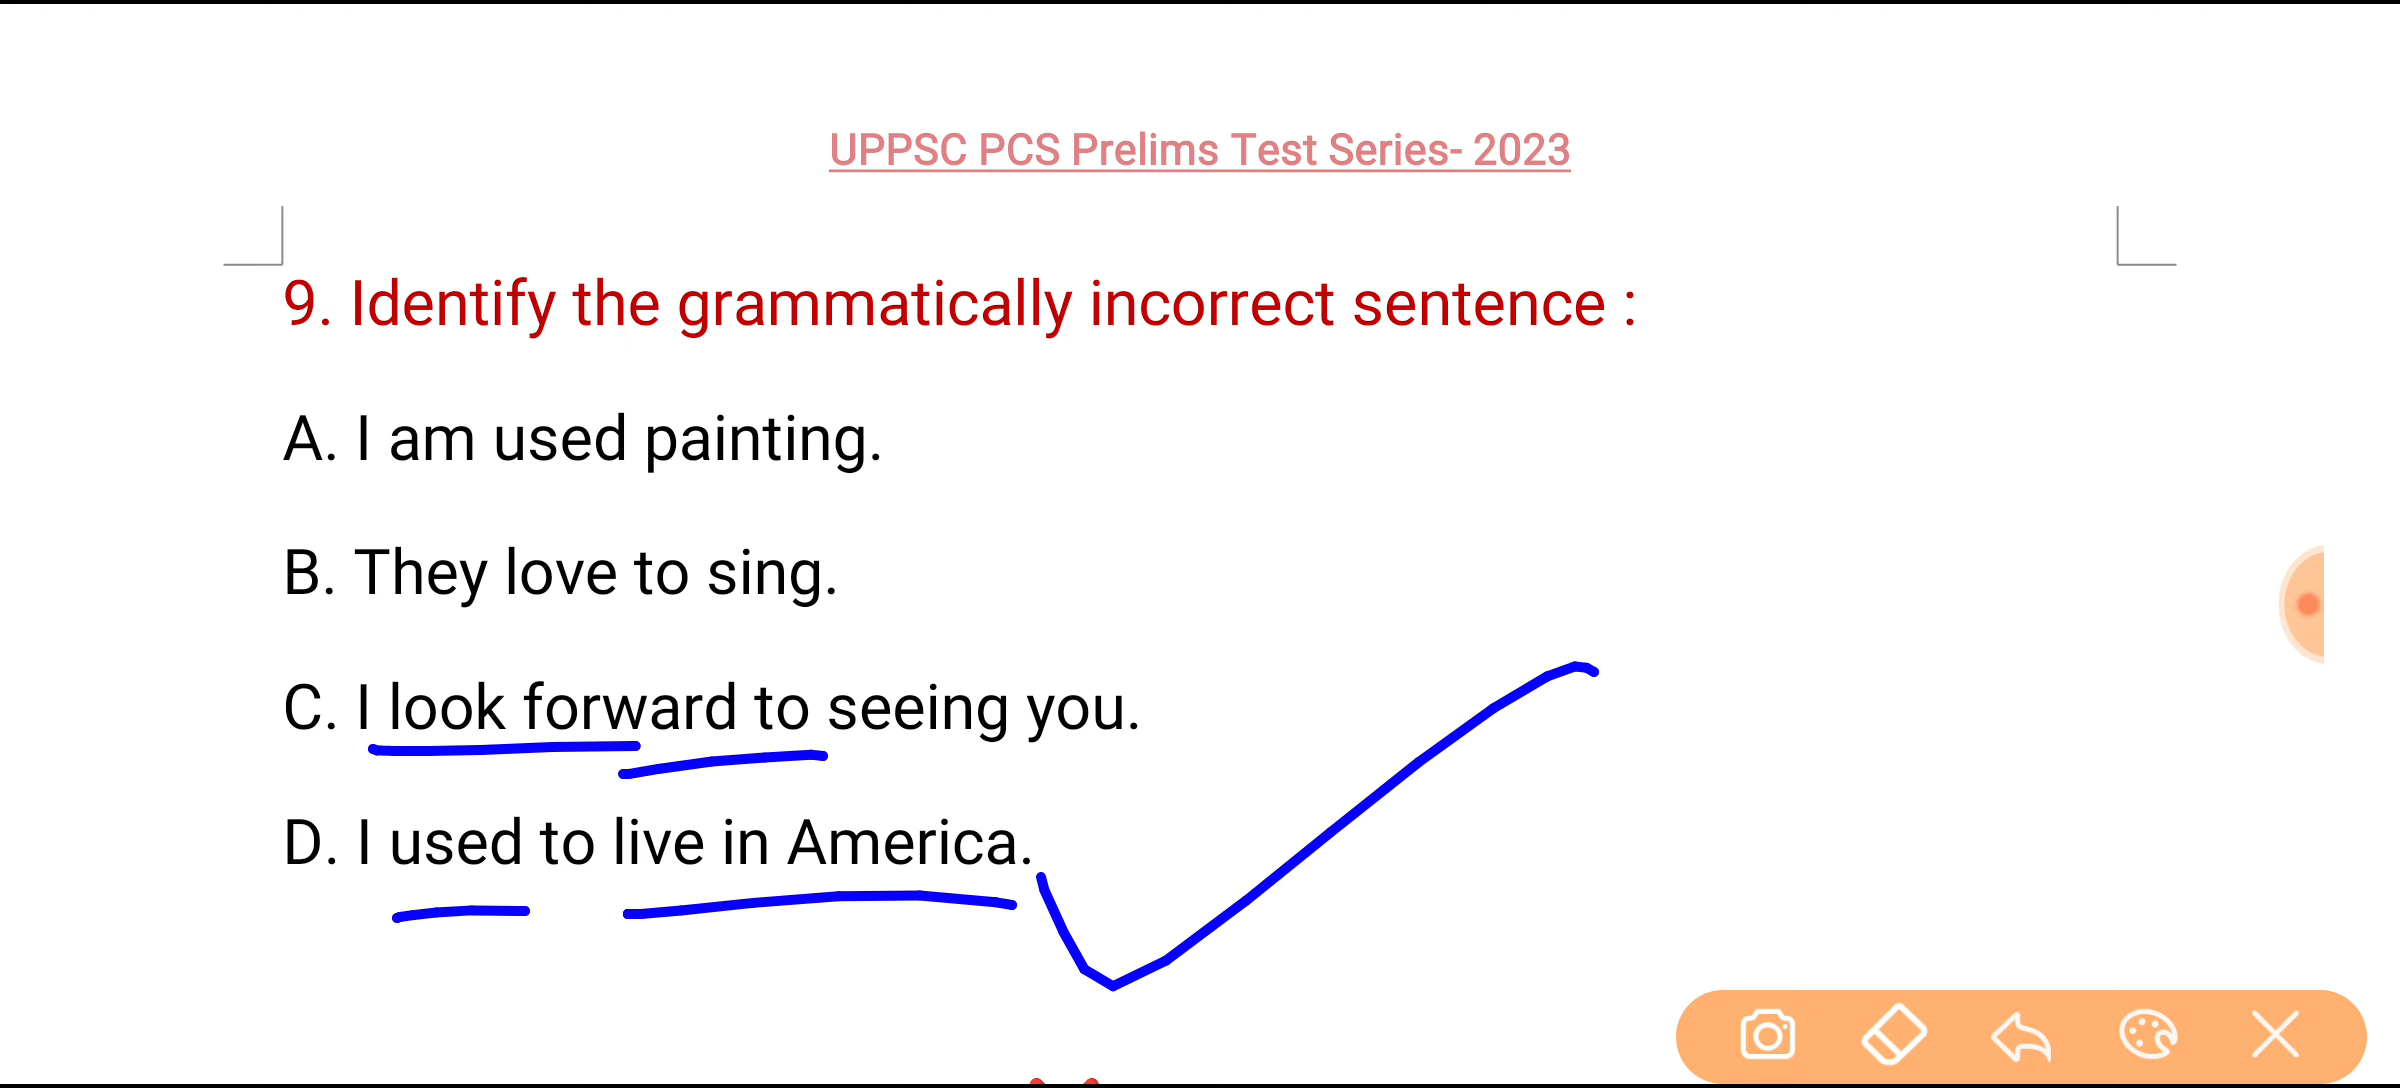 UPPSC PCS Prelims Test Series- 2023
9. Identify the grammatically incorrect sentence :
A. I am used painting.
B. They love to sing.
C. I look forward to seeing you.
D. I used to live in America.